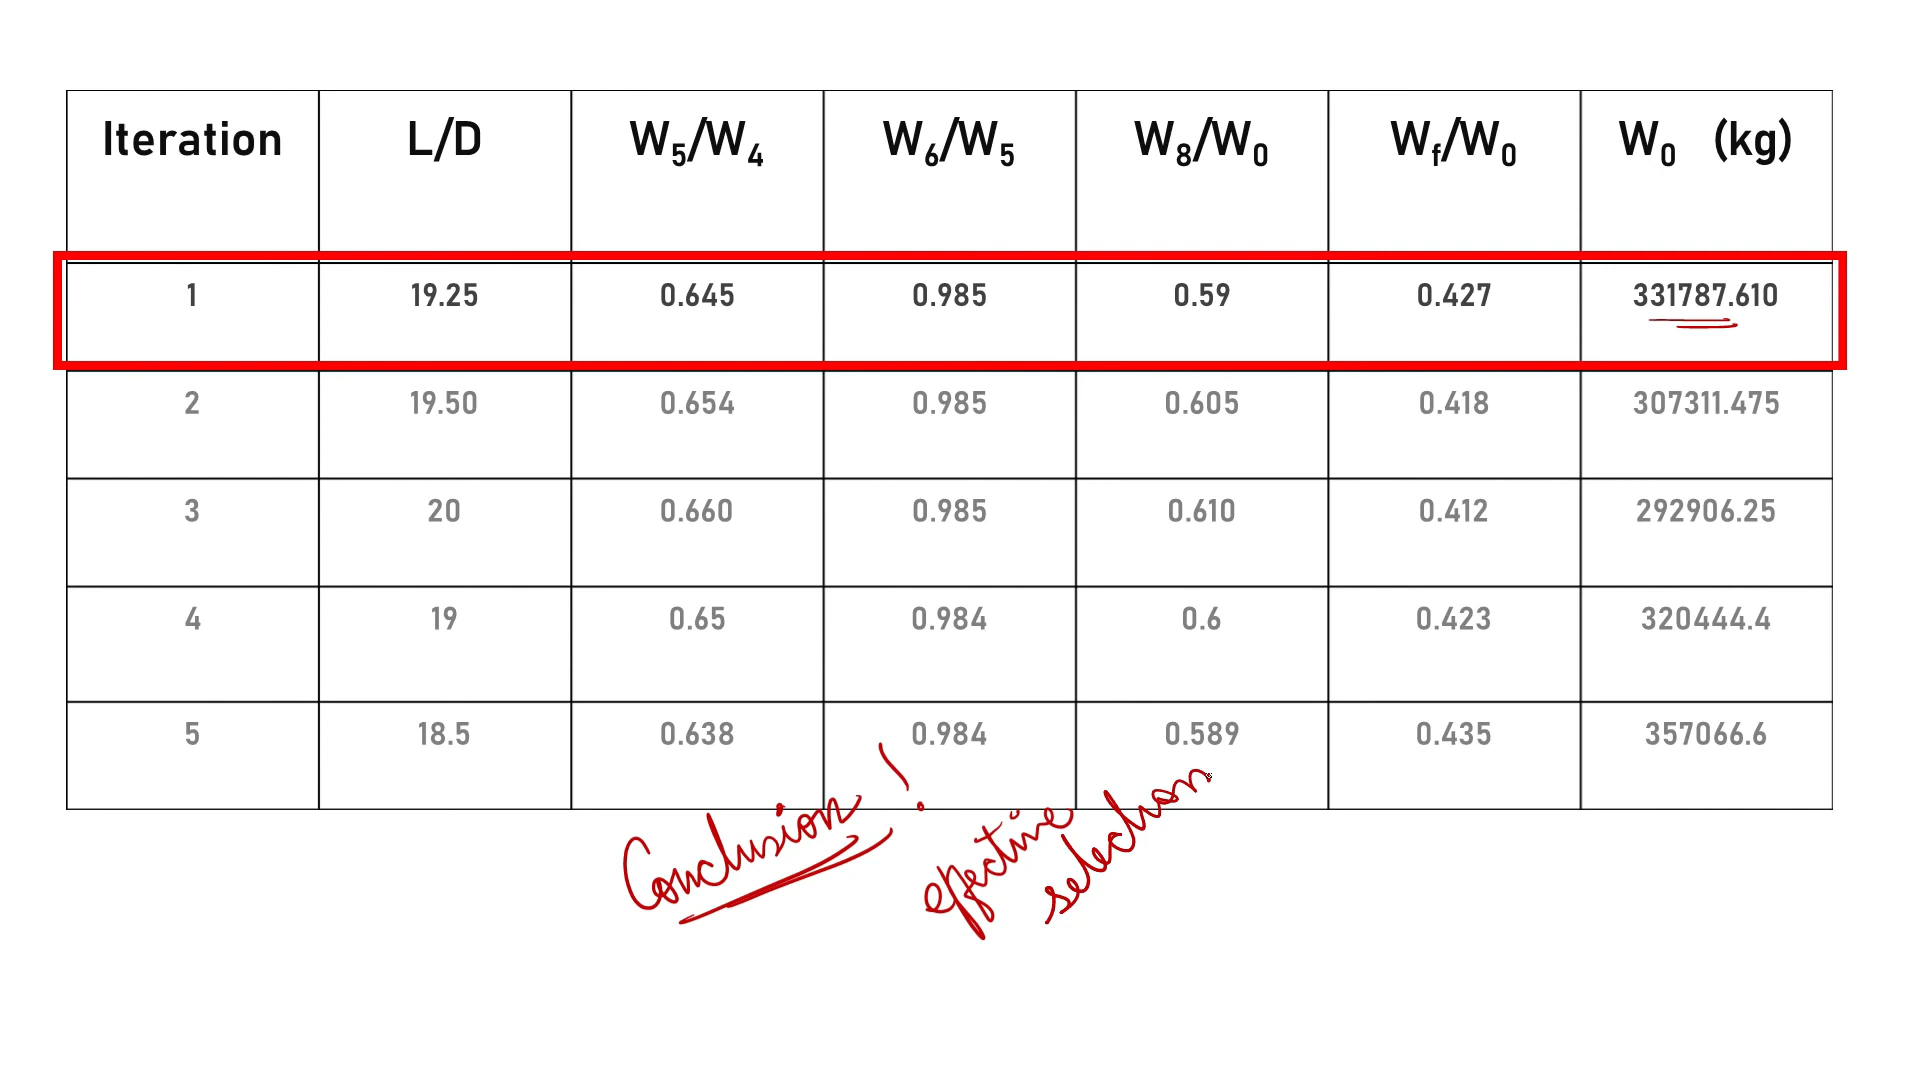 Iteration L/D W₅/W₄ W₆/W₅ W₈/W₀ W_f/W₀ W₀ (kg)
1 19.25 0.645 0.985 0.59 0.427 331787.610
2 19.50 0.654 0.985 0.605 0.418 307311.475
3 20 0.660 0.985 0.610 0.412 292906.25
4 19 0.65 0.984 0.6 0.423 320444.4
5 18.5 0.638 0.984 0.589 0.435 357066.6
Conclusion!
effective
selection